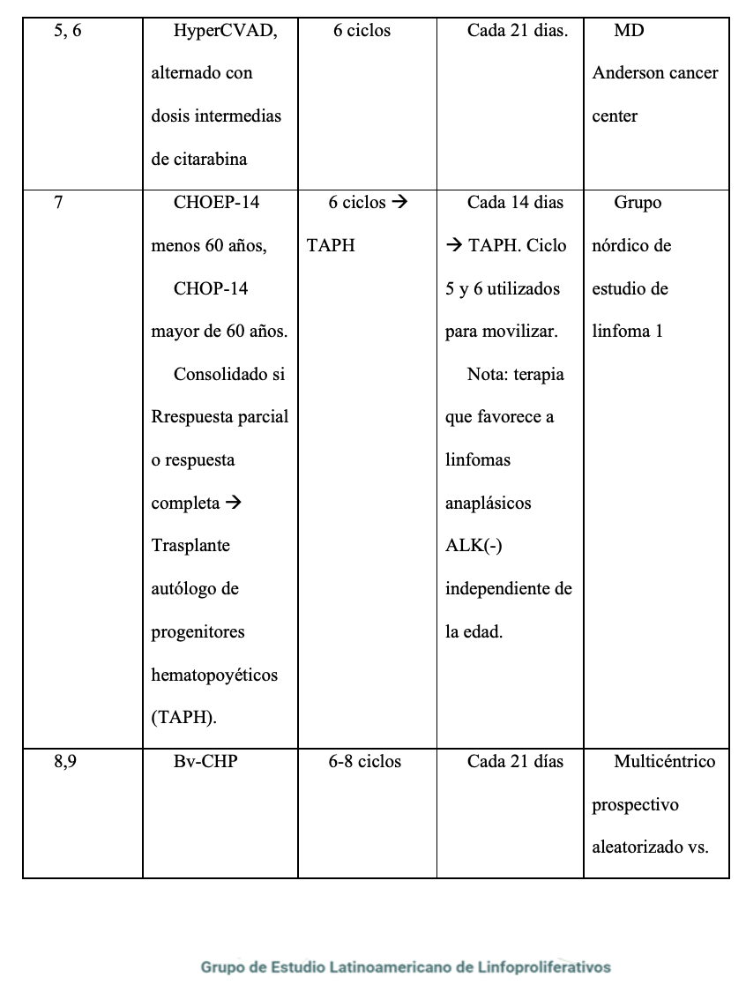 5, 6
HyperCVAD,
alternado con
dosis intermedias
de citarabina
6 ciclos
Cada 21 dias.
MD
Anderson cancer
center
7
CHOEP-14
menos 60 años,
CHOP-14
mayor de 60 años.
Consolidado si
Rrespuesta parcial
o respuesta
completa →
Trasplante
autólogo de
progenitores
hematopoyéticos
(TAPH).
6 ciclos →
TAPH
Cada 14 dias
→ TAPH. Ciclo
5 y 6 utilizados
para movilizar.
Nota: terapia
que favorece a
linfomas
anaplásicos
ALK(-)
independiente de
la edad.
Grupo
nórdico de
estudio de
linfoma 1
8,9
Bv-CHP
6-8 ciclos
Cada 21 días
Multicéntrico
prospectivo
aleatorizado vs.
Grupo de Estudio Latinoamericano de Linfoproliferativos